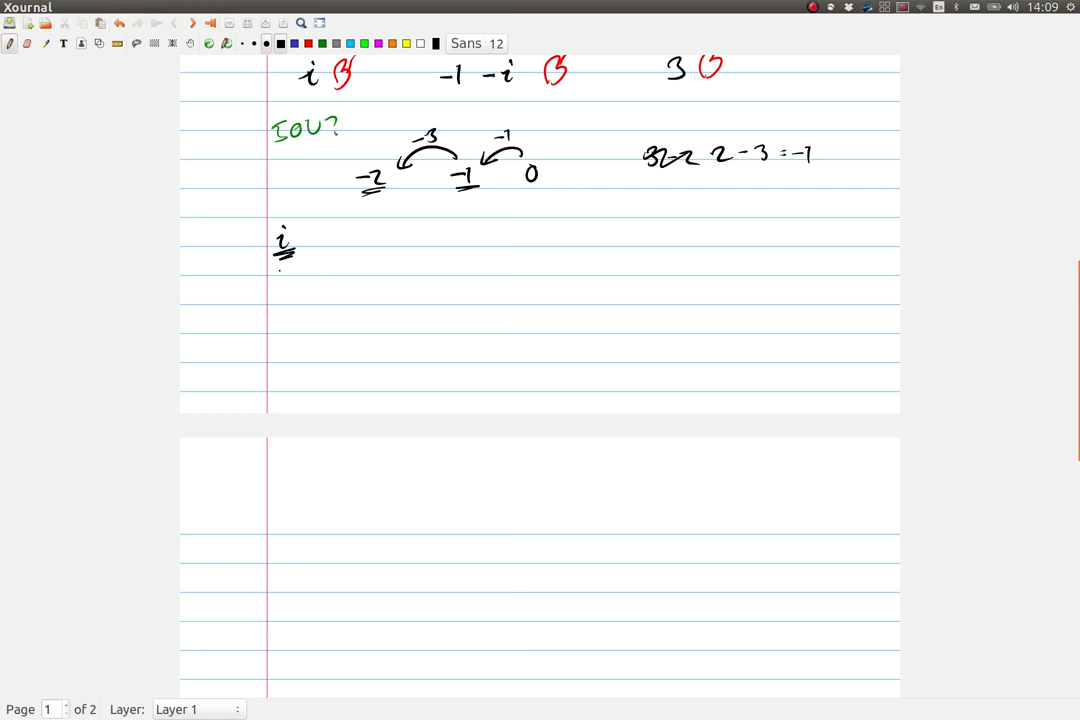 Xournal
En
14:09
Sans 12
i -1 -i 3
IOU?
-3 -1
-2 -1 0 2 - 3 = -1
i
Page 1 of 2 Layer: Layer 1